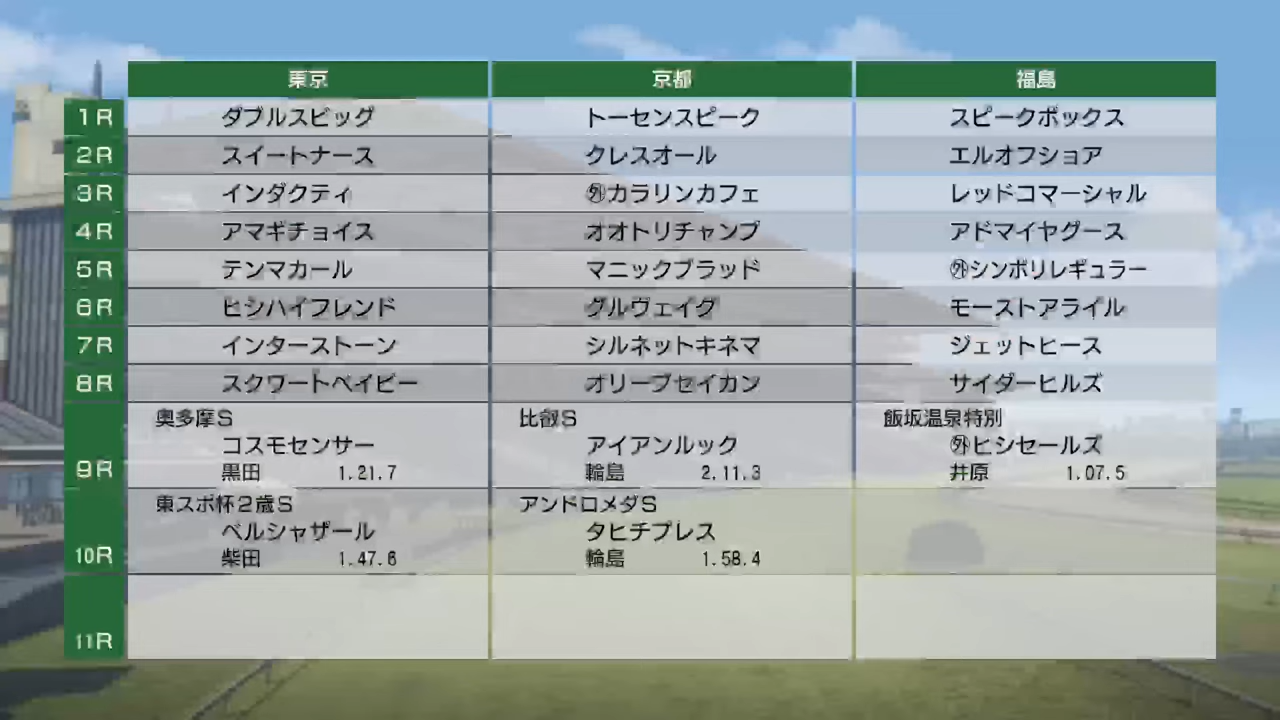 東京 京都 福島
1R ダブルスビッグ トーセンスピーク スピークボックス
2R スイートナース クレスオール エルオフショア
3R インダクティ ㋕カラリンカフェ レッドコマーシャル
4R アマギチョイス オオトリチャンプ アドマイヤグース
5R テンマカール マニックブラッド 外シンボリレギュラー
6R ヒシハイフレンド グルヴェイグ モーストアライル
7R インターストーン シルネットキネマ ジェットヒース
8R スクワートベイビー オリーブセイカン サイダーヒルズ
奥多摩S 比叡S 飯坂温泉特別
コスモセンサー アイアンルック 外ヒシセールズ
9R 黒田 1.21.7 輪島 2.11.3 井原 1.07.5
東スポ杯2歳S アンドロメダS
ベルシャザール タヒチプレス
10R 柴田 1.47.6 輪島 1.58.4
11R